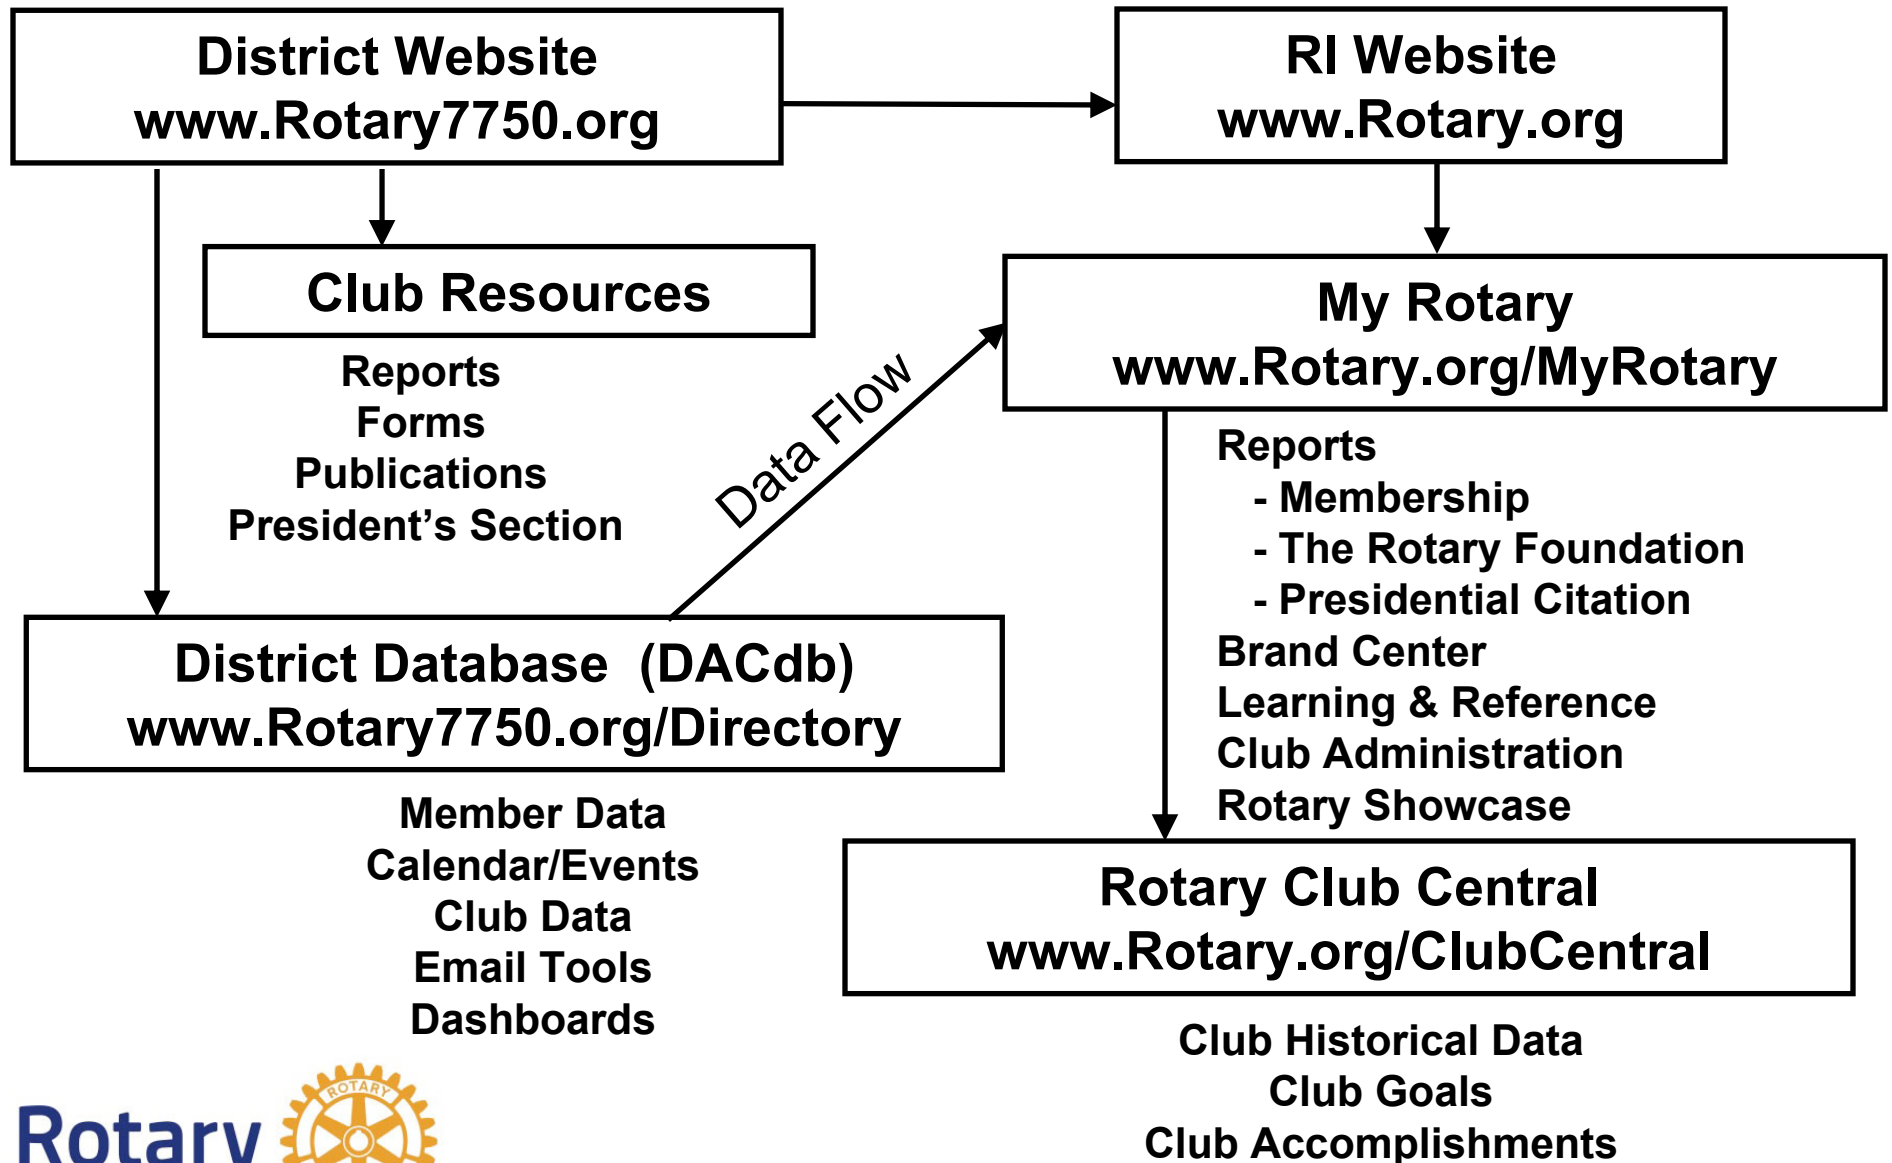 District Website
www.Rotary7750.org
RI Website
www.Rotary.org
Club Resources
Reports
Forms
Publications
President’s Section
My Rotary
www.Rotary.org/MyRotary
Data Flow
Reports
- Membership
- The Rotary Foundation
- Presidential Citation
Brand Center
Learning & Reference
Club Administration
Rotary Showcase
District Database (DACdb)
www.Rotary7750.org/Directory
Member Data
Calendar/Events
Club Data
Email Tools
Dashboards
Rotary Club Central
www.Rotary.org/ClubCentral
Club Historical Data
Club Goals
Club Accomplishments
Rotary
ROTARY